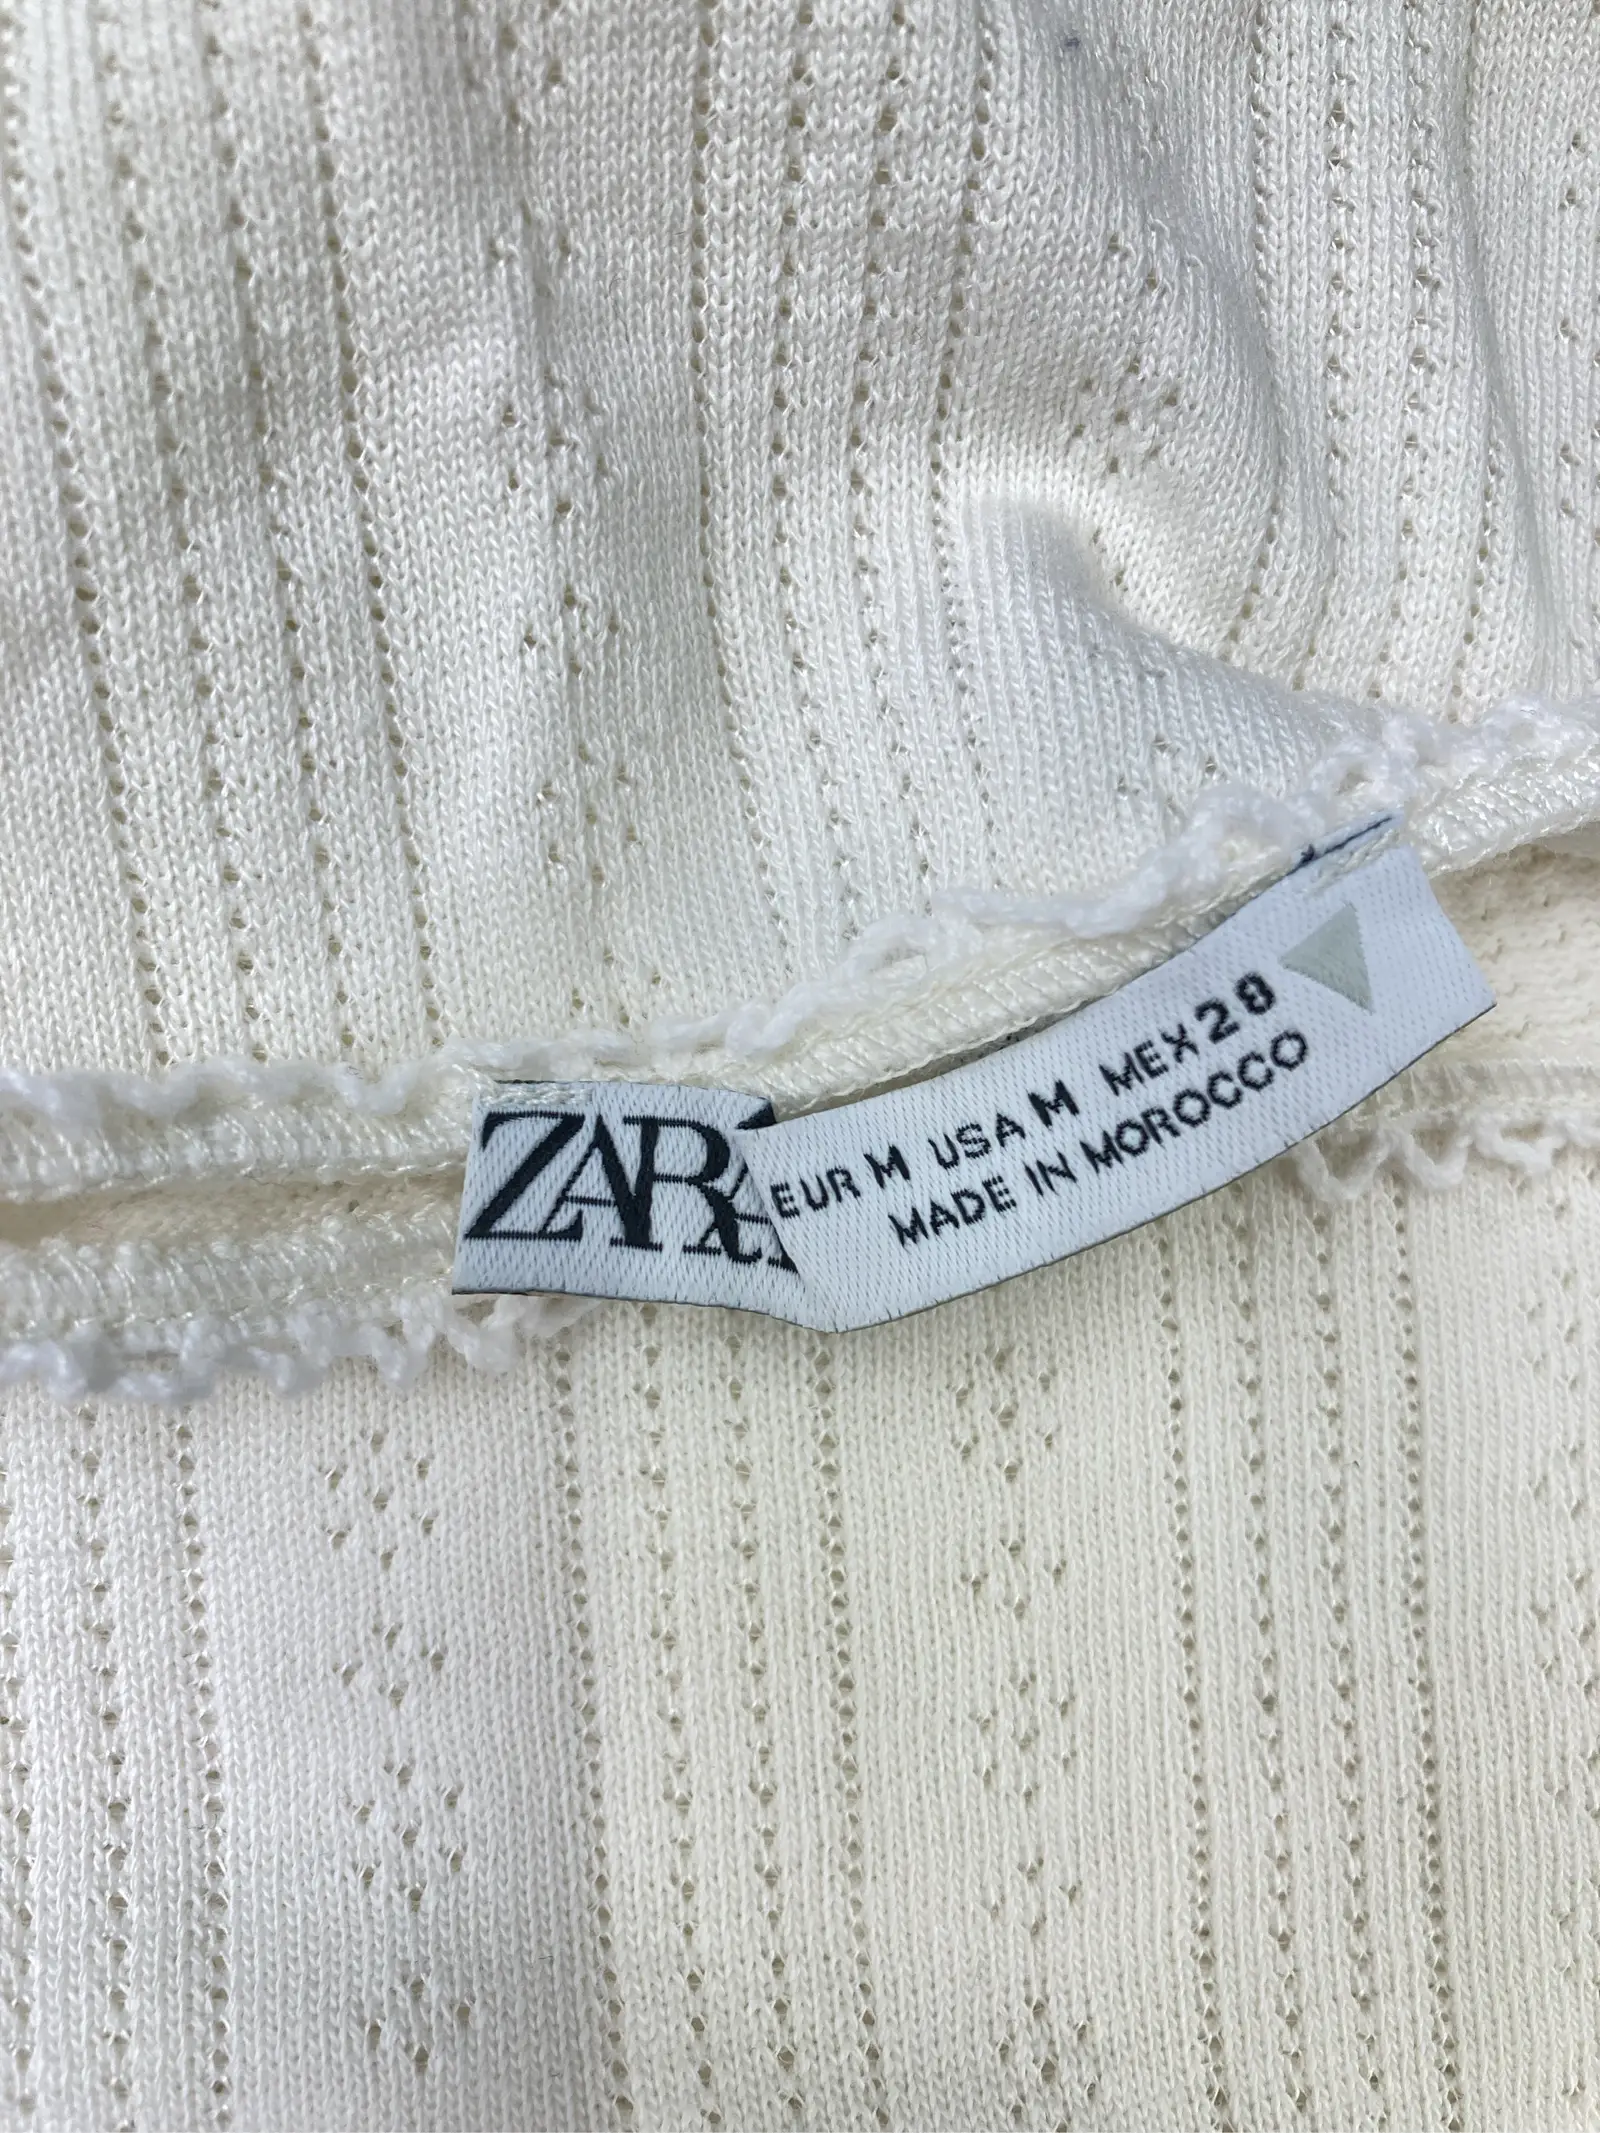 ZARA
EUR M USA M MEX 28
MADE IN MOROCCO